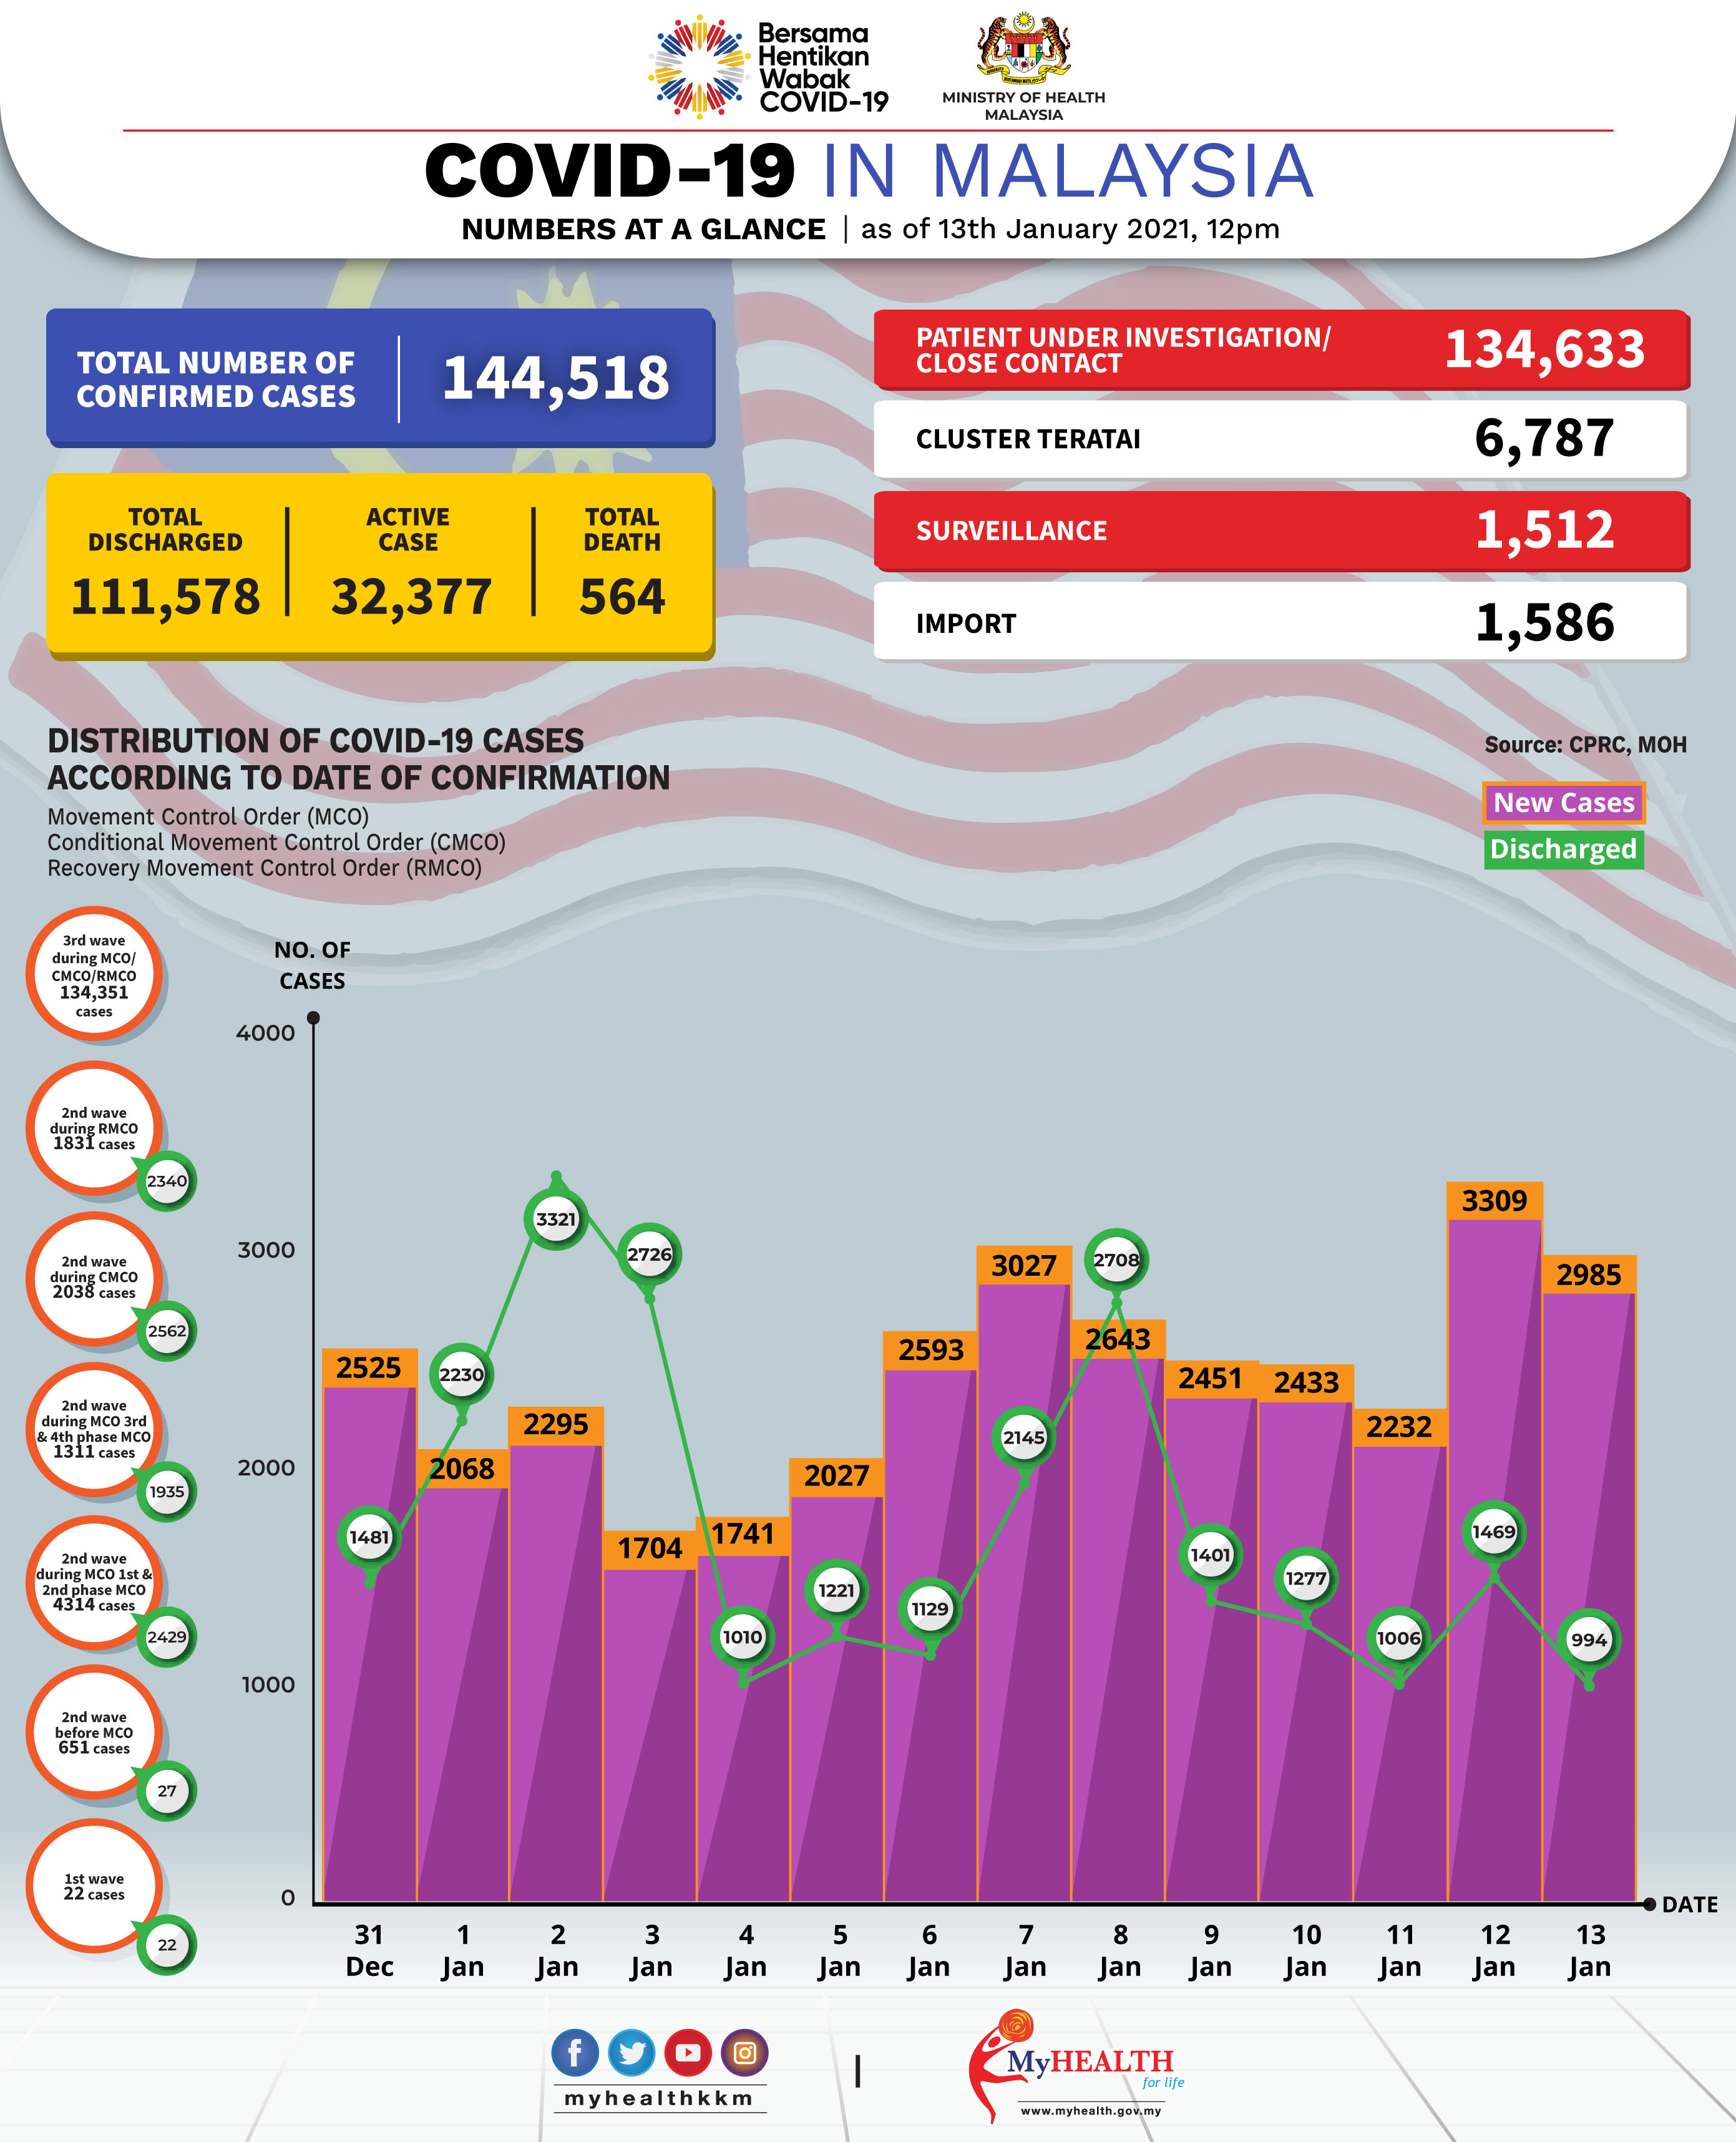 Bersama
Hentikan
Wabak
COVID-19
MINISTRY OF HEALTH
MALAYSIA
COVID-19 IN MALAYSIA
NUMBERS AT A GLANCE | as of 13th January 2021, 12pm
TOTAL NUMBER OF
CONFIRMED CASES
144,518
TOTAL
DISCHARGED
111,578
ACTIVE
CASE
32,377
TOTAL
DEATH
564
PATIENT UNDER INVESTIGATION/
CLOSE CONTACT
134,633
CLUSTER TERATAI
6,787
SURVEILLANCE
1,512
IMPORT
1,586
DISTRIBUTION OF COVID-19 CASES
ACCORDING TO DATE OF CONFIRMATION
Movement Control Order (MCO)
Conditional Movement Control Order (CMCO)
Recovery Movement Control Order (RMCO)
Source: CPRC, MOH
New Cases
Discharged
3rd wave
during MCO/
CMCO/RMCO
134,351
cases
2nd wave
during RMCO
1831 cases
2340
2nd wave
during CMCO
2038 cases
2562
2nd wave
during MCO 3rd
& 4th phase MCO
1311 cases
1935
2nd wave
during MCO 1st &
2nd phase MCO
4314 cases
2429
2nd wave
before MCO
651 cases
27
1st wave
22 cases
22
NO. OF
CASES
4000
3000
2000
1000
0
2525
2068
2295
1704
1741
2027
2593
3027
2643
2451
2433
2232
3309
2985
1481
2230
3321
2726
1010
1221
1129
2145
2708
1401
1277
1006
1469
994
31
Dec
1
Jan
2
Jan
3
Jan
4
Jan
5
Jan
6
Jan
7
Jan
8
Jan
9
Jan
10
Jan
11
Jan
12
Jan
13
Jan
DATE
myhealthkkm
MyHEALTH
for life
www.myhealth.gov.my